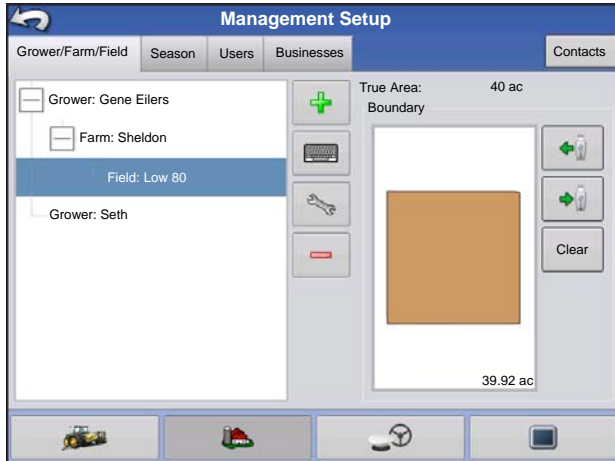 Management Setup
Grower/Farm/Field Season Users Businesses Contacts
Grower: Gene Eilers
Farm: Sheldon
Field: Low 80
Grower: Seth
True Area: 40 ac
Boundary
Clear
39.92 ac